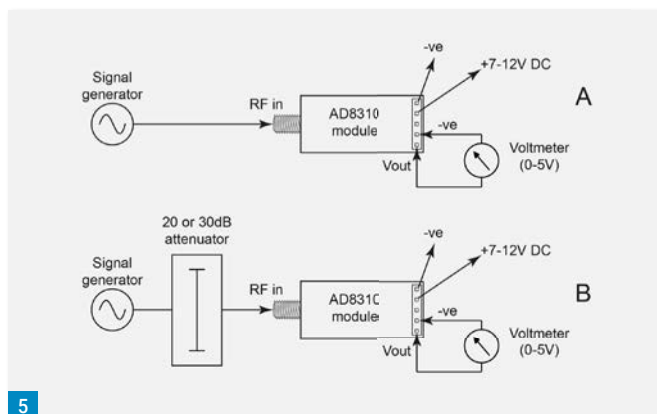 -ve
+7-12V DC
Signal
generator
RF in
AD8310
module
A
-ve
Voltmeter
(0-5V)
Vout
20 or 30dB
attenuator
-ve
+7-12V DC
Signal
generator
RF in
AD8310
module
B
-ve
Voltmeter
(0-5V)
Vout
5